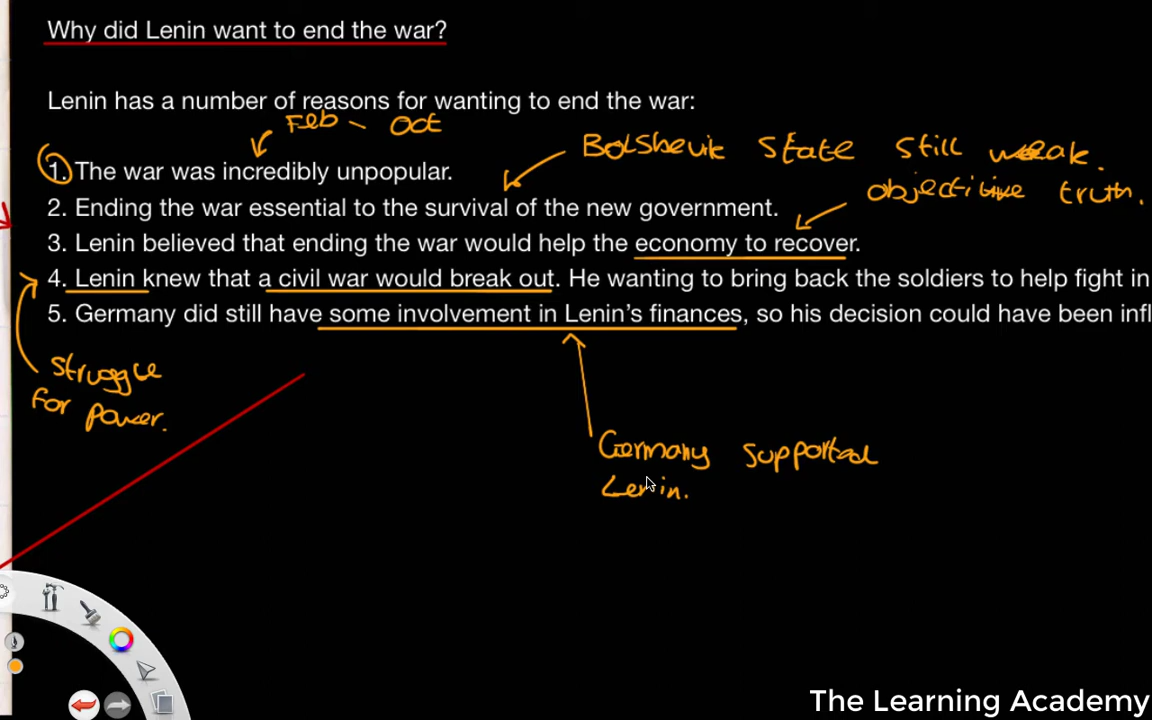 Why did Lenin want to end the war?
Lenin has a number of reasons for wanting to end the war:
Feb - Oct
Bolshevik state still weak.
1. The war was incredibly unpopular.
objective truth.
2. Ending the war essential to the survival of the new government.
3. Lenin believed that ending the war would help the economy to recover.
4. Lenin knew that a civil war would break out. He wanting to bring back the soldiers to help fight in
5. Germany did still have some involvement in Lenin's finances, so his decision could have been infl
Struggle
for power.
Germany supported
Lenin.
The Learning Academy